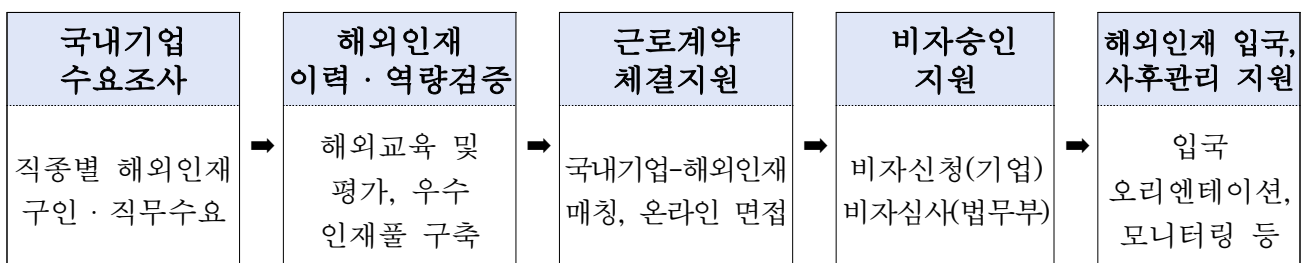 국내기업
수요조사
직종별 해외인재
구인 · 직무수요
➡
해외인재
이력 · 역량검증
해외교육 및
평가, 우수
인재풀 구축
➡
근로계약
체결지원
국내기업-해외인재
매칭, 온라인 면접
➡
비자승인
지원
비자신청(기업)
비자심사(법무부)
➡
해외인재 입국,
사후관리 지원
입국
오리엔테이션,
모니터링 등